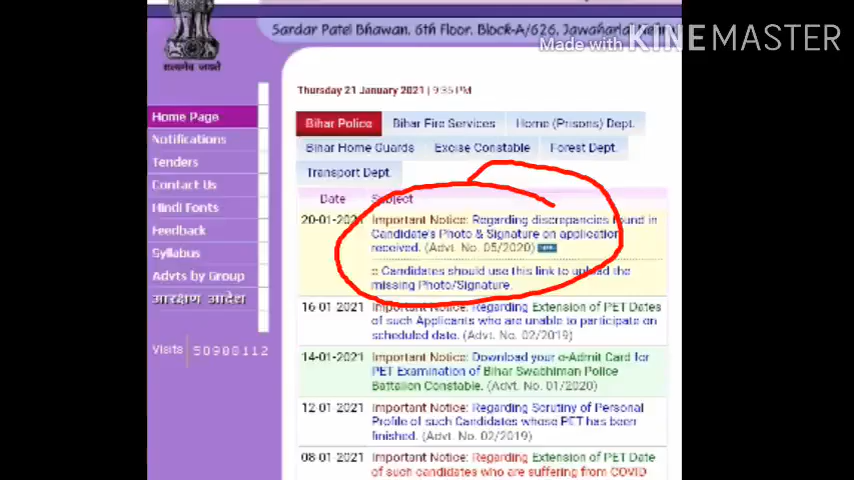 सत्यमेव जयते
Sardar Patel Bhawan, 6th Floor, Block-A/626, Jawaharlal Nehru
Made with KINEMASTER
Thursday 21 January 2021 | 9:35 PM
Home Page
Notifications
Tenders
Contact Us
Hindi Fonts
Feedback
Syllabus
Advts by Group
आरक्षण आदेश
Visits 50908112
Bihar Police Bihar Fire Services Home (Prisons) Dept.
Bihar Home Guards Excise Constable Forest Dept.
Transport Dept.
Date Subject
20-01-2021 Important Notice: Regarding discrepancies found in
Candidate's Photo & Signature on application
received. (Advt. No. 05/2020)
:: Candidates should use this link to upload the
missing Photo/Signature.
16-01-2021 Important Notice: Regarding Extension of PET Dates
of such Applicants who are unable to participate on
scheduled date. (Advt. No. 02/2019)
14-01-2021 Important Notice: Download your e-Admit Card for
PET Examination of Bihar Swabhiman Police
Battalion Constable. (Advt. No. 01/2020)
12-01-2021 Important Notice: Regarding Scrutiny of Personal
Profile of such Candidates whose PET has been
finished. (Advt. No. 02/2019)
08-01-2021 Important Notice: Regarding Extension of PET Date
of such candidates who are suffering from COVID